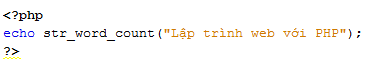 <?php
echo str_word_count("Lập trình web với PHP");
?>